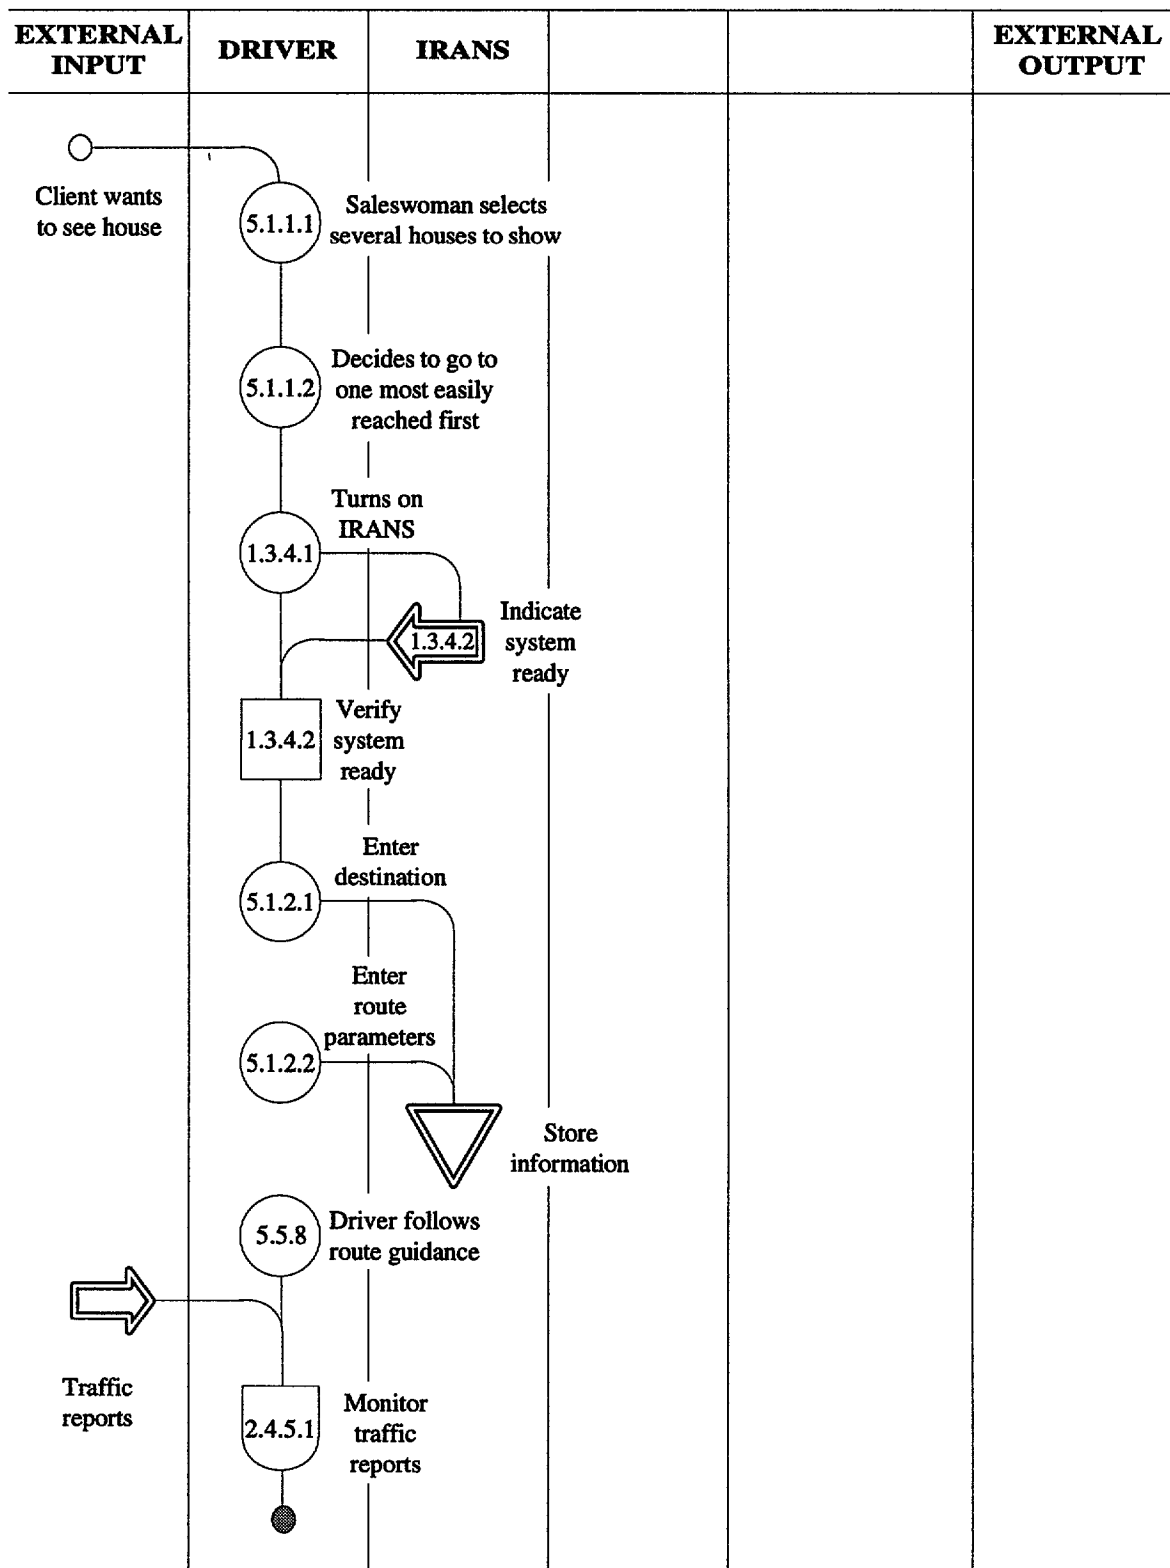 EXTERNAL
INPUT
DRIVER
IRANS
EXTERNAL
OUTPUT
Client wants
to see house
5.1.1.1
Saleswoman selects
several houses to show
5.1.1.2
Decides to go to
one most easily
reached first
Turns on
IRANS
1.3.4.1
1.3.4.2
Indicate
system
ready
1.3.4.2
Verify
system
ready
Enter
destination
5.1.2.1
Enter
route
parameters
5.1.2.2
Store
information
5.5.8
Driver follows
route guidance
Traffic
reports
2.4.5.1
Monitor
traffic
reports